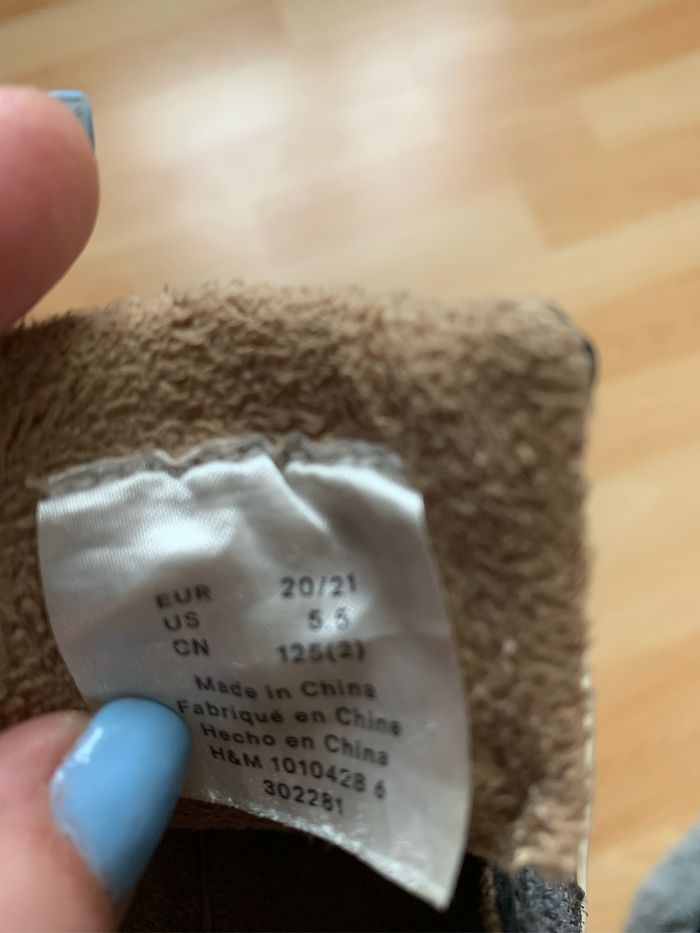 EUR 20/21
US 5.5
CN 125(2)
Made in China
Fabriqué en Chine
Hecho en China
H&M 1010428 6
302281